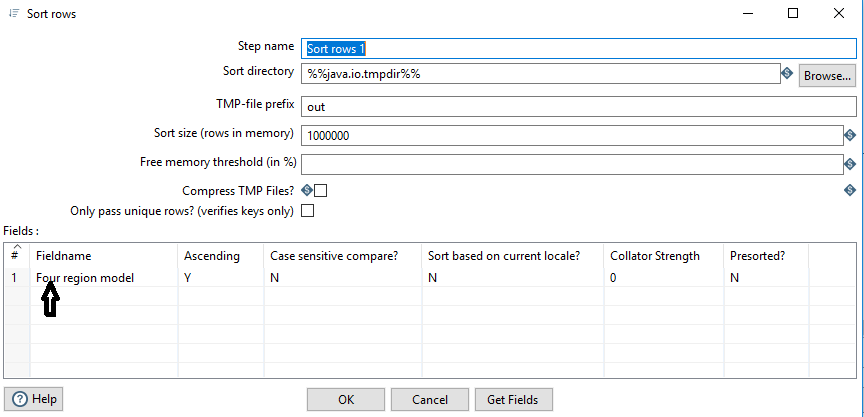 Sort rows
Step name Sort rows 1
Sort directory %%java.io.tmpdir%% Browse...
TMP-file prefix out
Sort size (rows in memory) 1000000
Free memory threshold (in %)
Compress TMP Files?
Only pass unique rows? (verifies keys only)
Fields :
# Fieldname Ascending Case sensitive compare? Sort based on current locale? Collator Strength Presorted?
1 Four region model Y N N 0 N
Help OK Cancel Get Fields